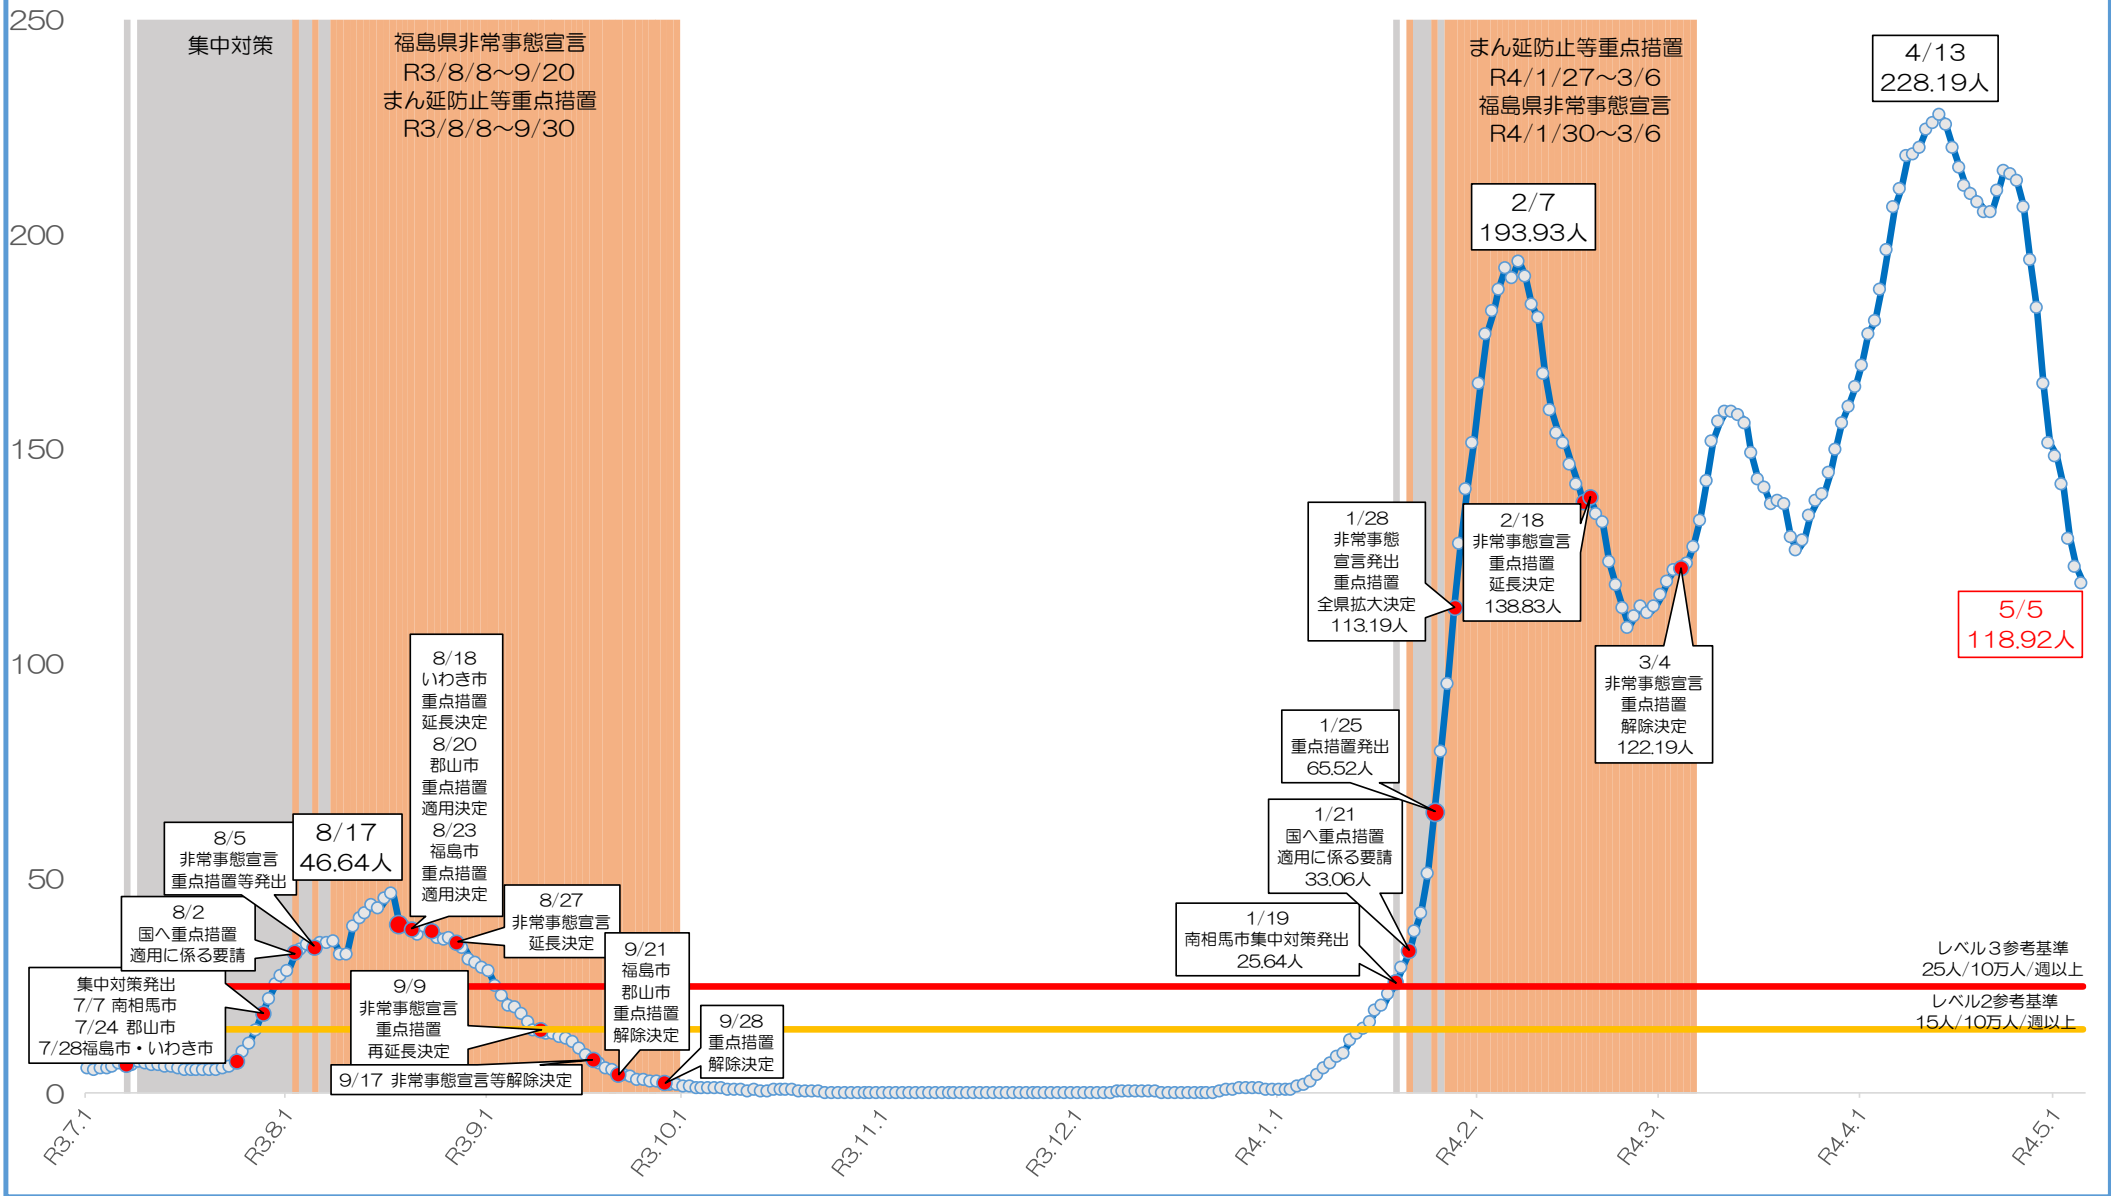 250
200
150
100
50
0
集中対策
福島県非常事態宣言
R3/8/8～9/20
まん延防止等重点措置
R3/8/8～9/30
まん延防止等重点措置
R4/1/27～3/6
福島県非常事態宣言
R4/1/30～3/6
4/13
228.19人
2/7
193.93人
1/28
非常事態
宣言発出
重点措置
全県拡大決定
113.19人
2/18
非常事態宣言
重点措置
延長決定
138.83人
5/5
118.92人
3/4
非常事態宣言
重点措置
解除決定
122.19人
1/25
重点措置発出
65.52人
1/21
国へ重点措置
適用に係る要請
33.06人
1/19
南相馬市集中対策発出
25.64人
8/18
いわき市
重点措置
延長決定
8/20
郡山市
重点措置
適用決定
8/23
福島市
重点措置
適用決定
8/17
46.64人
8/5
非常事態宣言
重点措置等発出
8/2
国へ重点措置
適用に係る要請
集中対策発出
7/7 南相馬市
7/24 郡山市
7/28福島市・いわき市
8/27
非常事態宣言
延長決定
9/9
非常事態宣言
重点措置
再延長決定
9/17 非常事態宣言等解除決定
9/21
福島市
郡山市
重点措置
解除決定
9/28
重点措置
解除決定
レベル３参考基準
25人/10万人/週以上
レベル2参考基準
15人/10万人/週以上
R3.7.1
R3.8.1
R3.9.1
R3.10.1
R3.11.1
R3.12.1
R4.1.1
R4.2.1
R4.3.1
R4.4.1
R4.5.1